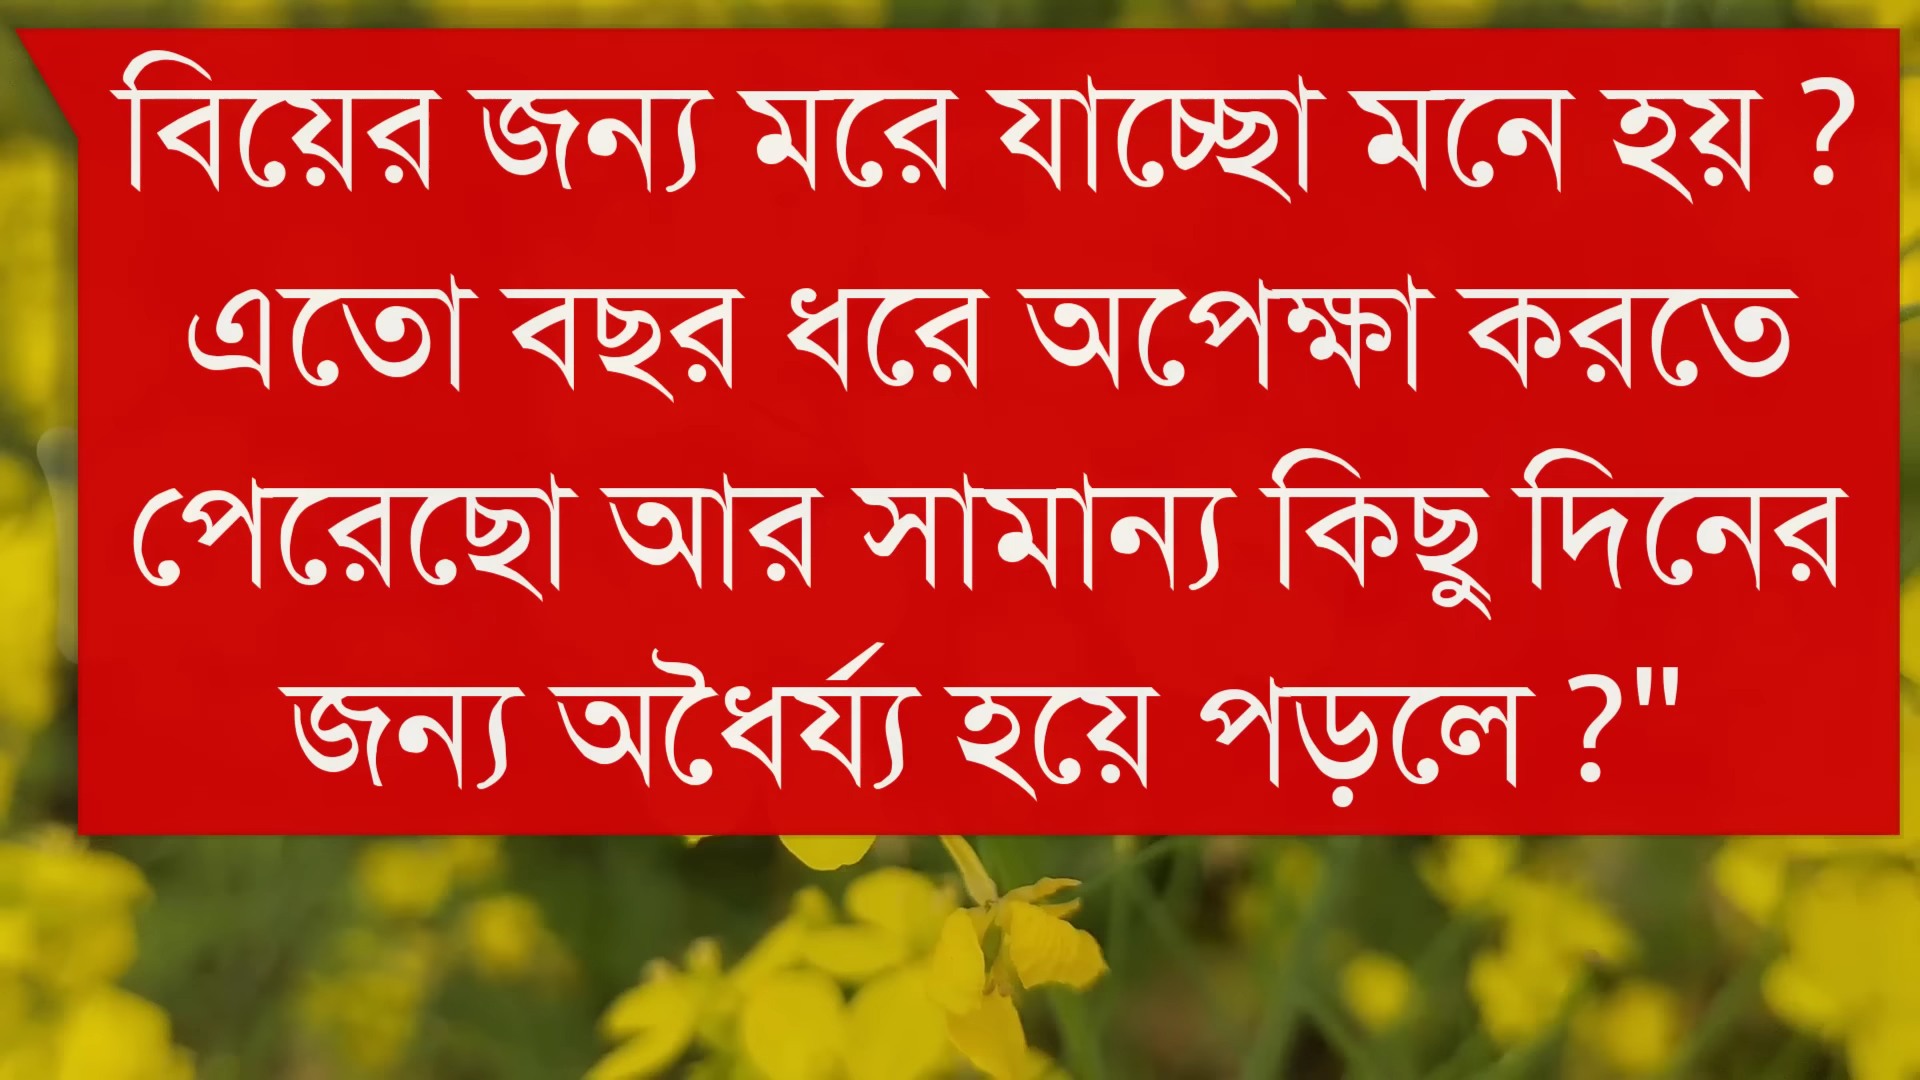 বিয়ের জন্য মরে যাচ্ছো মনে হয় ?
এতো বছর ধরে অপেক্ষা করতে
পেরেছো আর সামান্য কিছু দিনের
জন্য অধৈর্য্য হয়ে পড়লে ?"